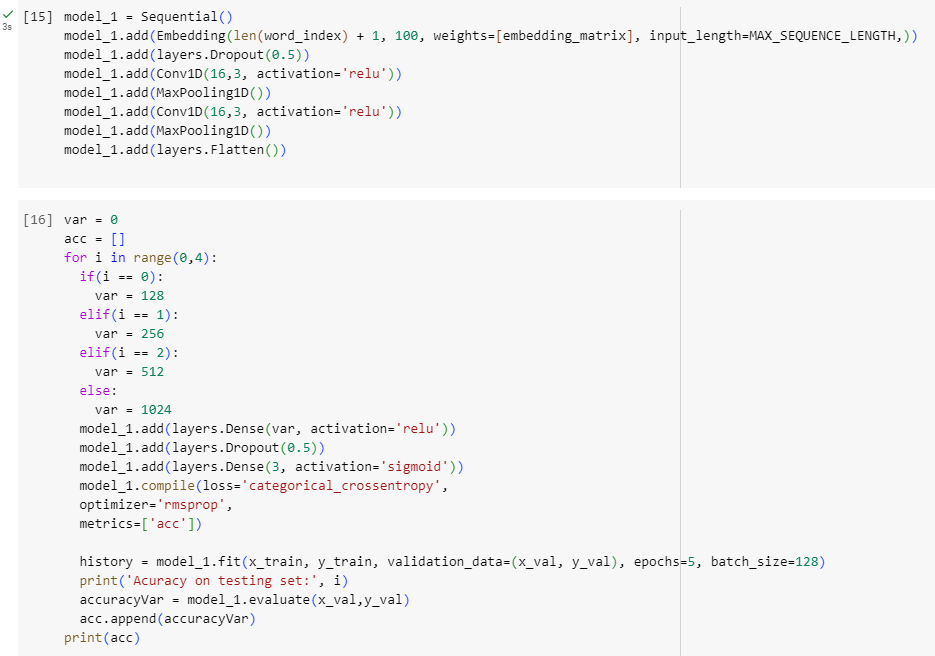 [15] model_1 = Sequential()
3s
model_1.add(Embedding(len(word_index) + 1, 100, weights=[embedding_matrix], input_length=MAX_SEQUENCE_LENGTH,))
model_1.add(layers.Dropout(0.5))
model_1.add(Conv1D(16,3, activation='relu'))
model_1.add(MaxPooling1D())
model_1.add(Conv1D(16,3, activation='relu'))
model_1.add(MaxPooling1D())
model_1.add(layers.Flatten())
[16] var = 0
acc = []
for i in range(0,4):
  if(i == 0):
    var = 128
  elif(i == 1):
    var = 256
  elif(i == 2):
    var = 512
  else:
    var = 1024
  model_1.add(layers.Dense(var, activation='relu'))
  model_1.add(layers.Dropout(0.5))
  model_1.add(layers.Dense(3, activation='sigmoid'))
  model_1.compile(loss='categorical_crossentropy',
  optimizer='rmsprop',
  metrics=['acc'])
  history = model_1.fit(x_train, y_train, validation_data=(x_val, y_val), epochs=5, batch_size=128)
  print('Acuracy on testing set:', i)
  accuracyVar = model_1.evaluate(x_val,y_val)
  acc.append(accuracyVar)
print(acc)